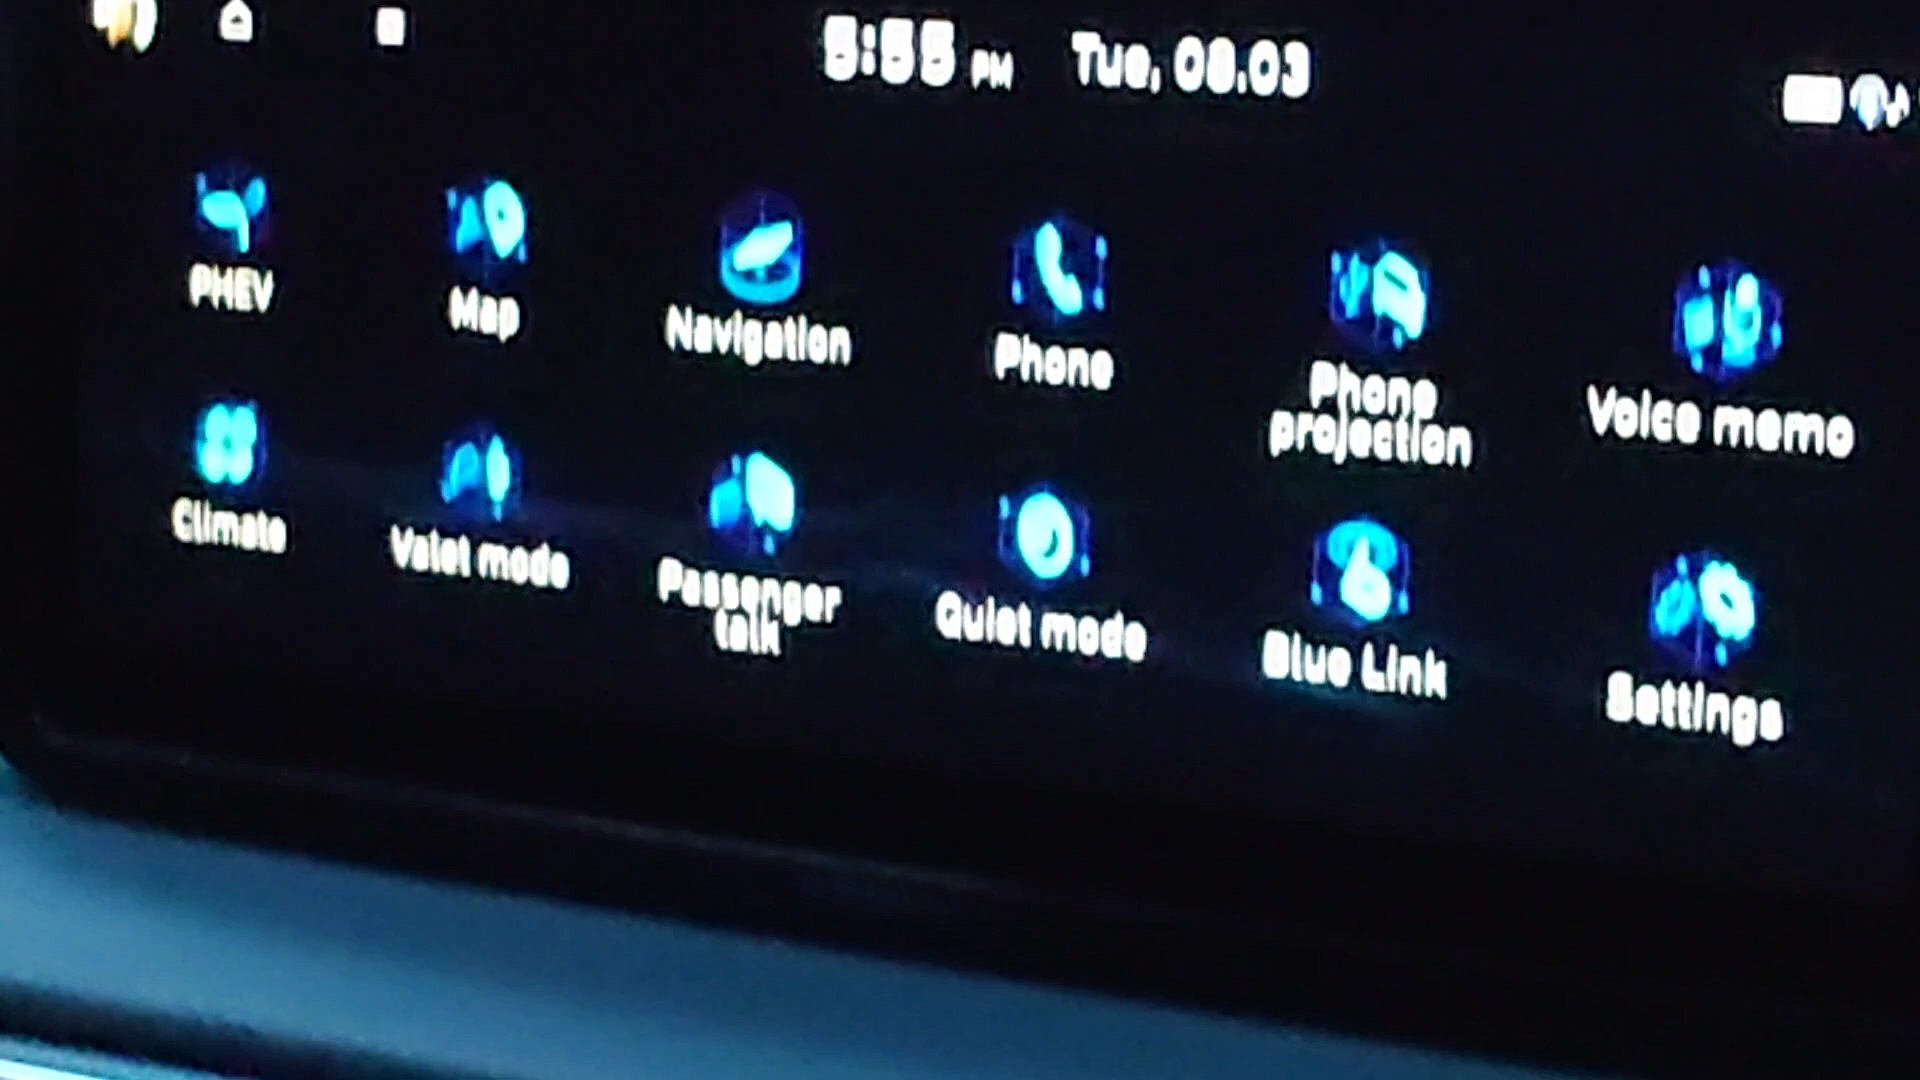 5:55 PM Tue, 08.03
PHEV
Map
Navigation
Phone
Phone
projection
Voice memo
Climate
Valet mode
Passenger
talk
Quiet mode
Blue Link
Settings